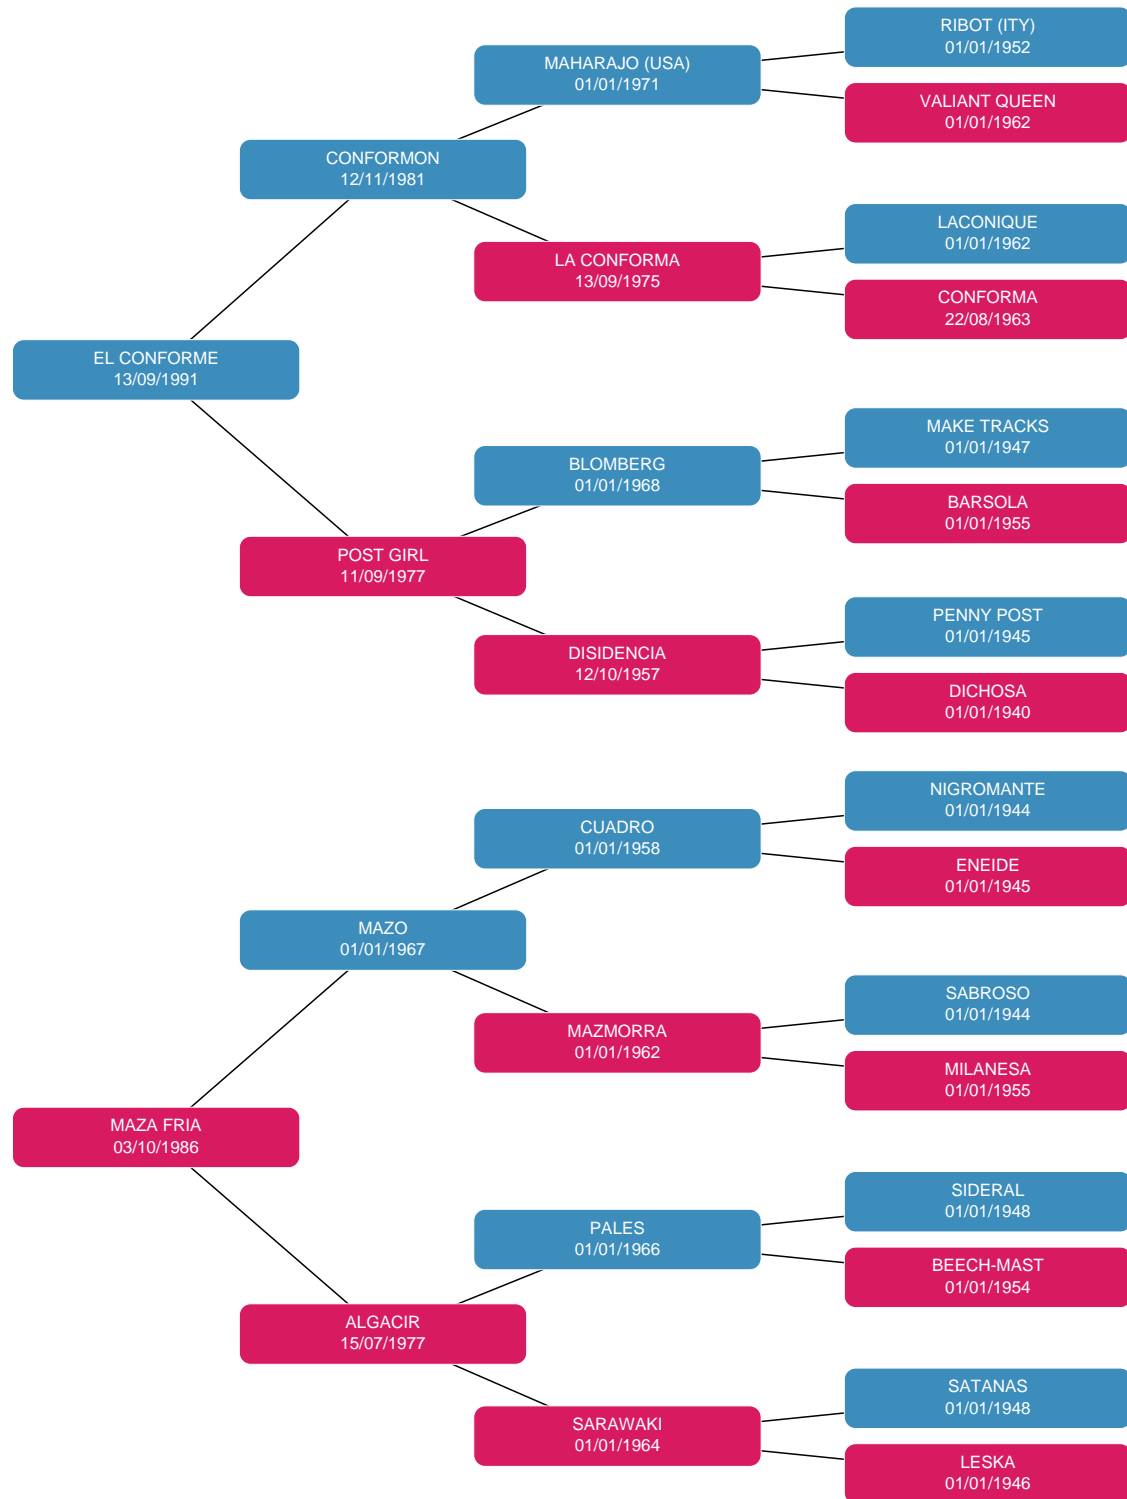 RIBOT (ITY)
01/01/1952
MAHARAJO (USA)
01/01/1971
VALIANT QUEEN
01/01/1962
CONFORMON
12/11/1981
LACONIQUE
01/01/1962
LA CONFORMA
13/09/1975
CONFORMA
22/08/1963
EL CONFORME
13/09/1991
MAKE TRACKS
01/01/1947
BLOMBERG
01/01/1968
BARSOLA
01/01/1955
POST GIRL
11/09/1977
PENNY POST
01/01/1945
DISIDENCIA
12/10/1957
DICHOSA
01/01/1940
NIGROMANTE
01/01/1944
CUADRO
01/01/1958
ENEIDE
01/01/1945
MAZO
01/01/1967
SABROSO
01/01/1944
MAZMORRA
01/01/1962
MILANESA
01/01/1955
MAZA FRIA
03/10/1986
SIDERAL
01/01/1948
PALES
01/01/1966
BEECH-MAST
01/01/1954
ALGACIR
15/07/1977
SATANAS
01/01/1948
SARAWAKI
01/01/1964
LESKA
01/01/1946